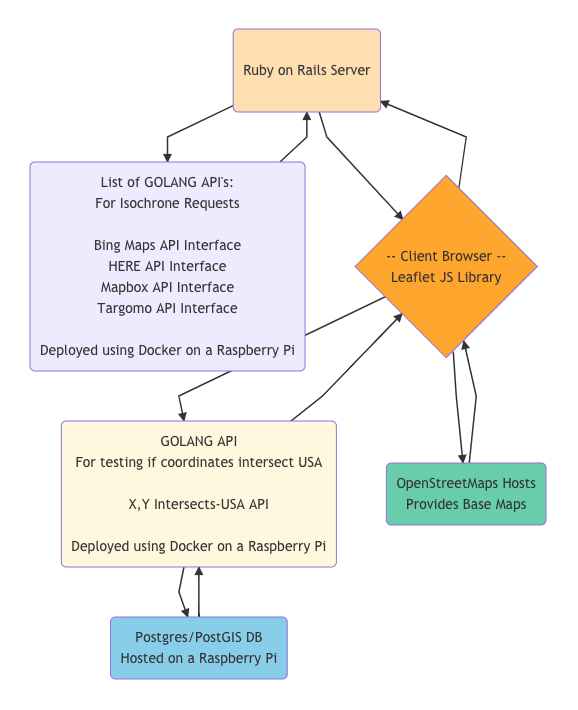 Ruby on Rails Server
List of GOLANG API's:
For Isochrone Requests
Bing Maps API Interface
HERE API Interface
Mapbox API Interface
Targomo API Interface
Deployed using Docker on a Raspberry Pi
-- Client Browser --
Leaflet JS Library
GOLANG API
For testing if coordinates intersect USA
X,Y Intersects-USA API
Deployed using Docker on a Raspberry Pi
OpenStreetMaps Hosts
Provides Base Maps
Postgres/PostGIS DB
Hosted on a Raspberry Pi